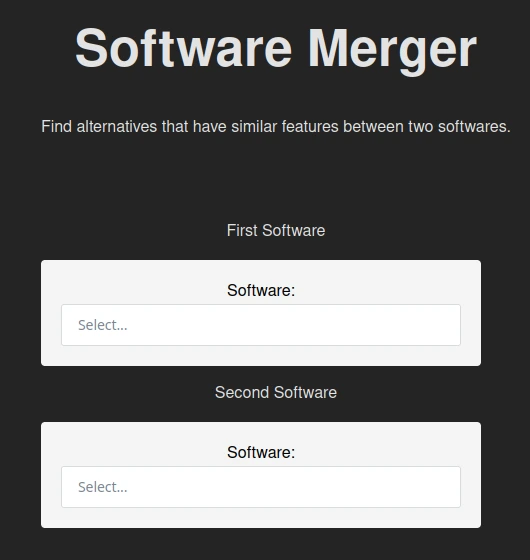 Software Merger
Find alternatives that have similar features between two softwares.
First Software
Software:
Select...
Second Software
Software:
Select...